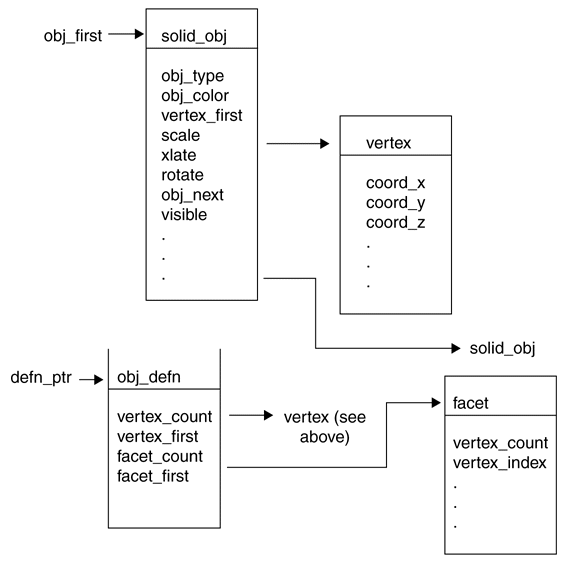 obj_first
solid_obj
obj_type
obj_color
vertex_first
scale
xlate
rotate
obj_next
visible
.
.
.
vertex
coord_x
coord_y
coord_z
.
.
.
solid_obj
defn_ptr
obj_defn
vertex_count
vertex_first
facet_count
facet_first
vertex (see
above)
facet
vertex_count
vertex_index
.
.
.